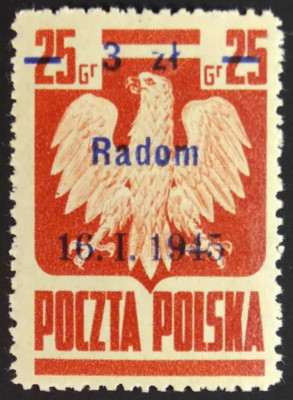 25 Gr 3 zł Gr 25
Radom
16. I. 1945
POCZTA POLSKA